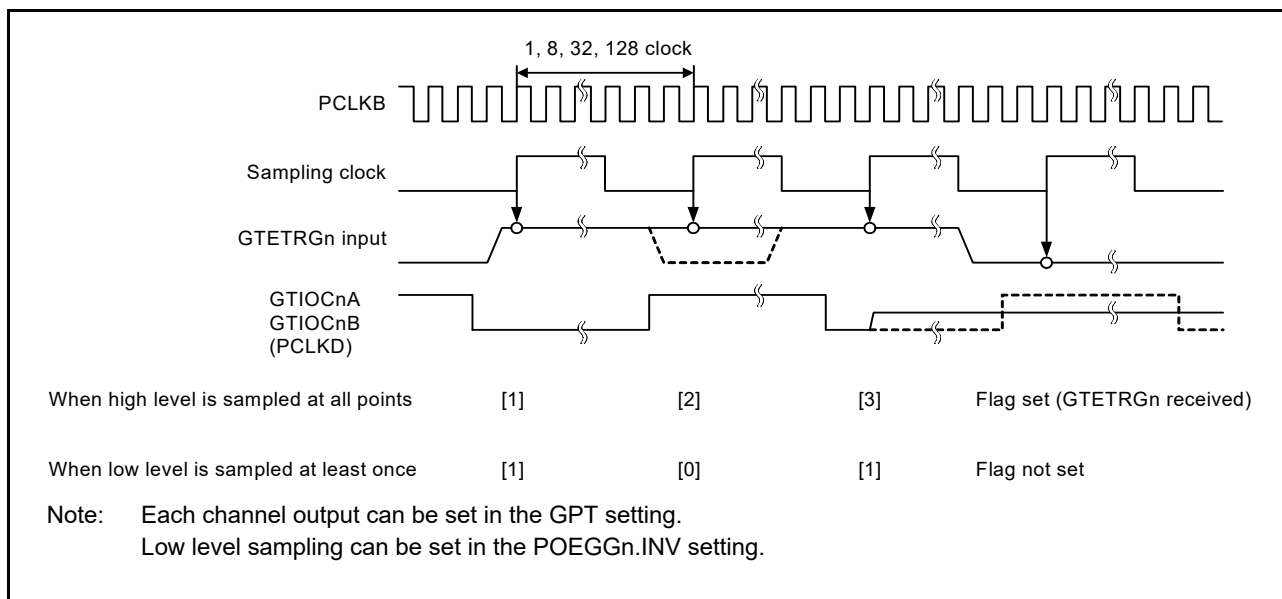 1, 8, 32, 128 clock
PCLKB
Sampling clock
GTETRGn input
GTIOCnA
GTIOCnB
(PCLKD)
When high level is sampled at all points [1] [2] [3] Flag set (GTETRGn received)
When low level is sampled at least once [1] [0] [1] Flag not set
Note: Each channel output can be set in the GPT setting.
Low level sampling can be set in the POEGGn.INV setting.